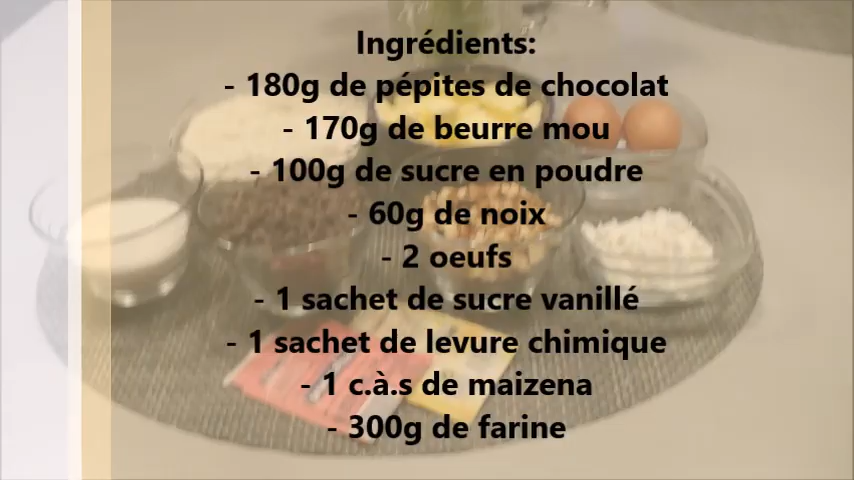 Ingrédients:
- 180g de pépites de chocolat
- 170g de beurre mou
- 100g de sucre en poudre
- 60g de noix
- 2 oeufs
- 1 sachet de sucre vanillé
- 1 sachet de levure chimique
- 1 c.à.s de maizena
- 300g de farine